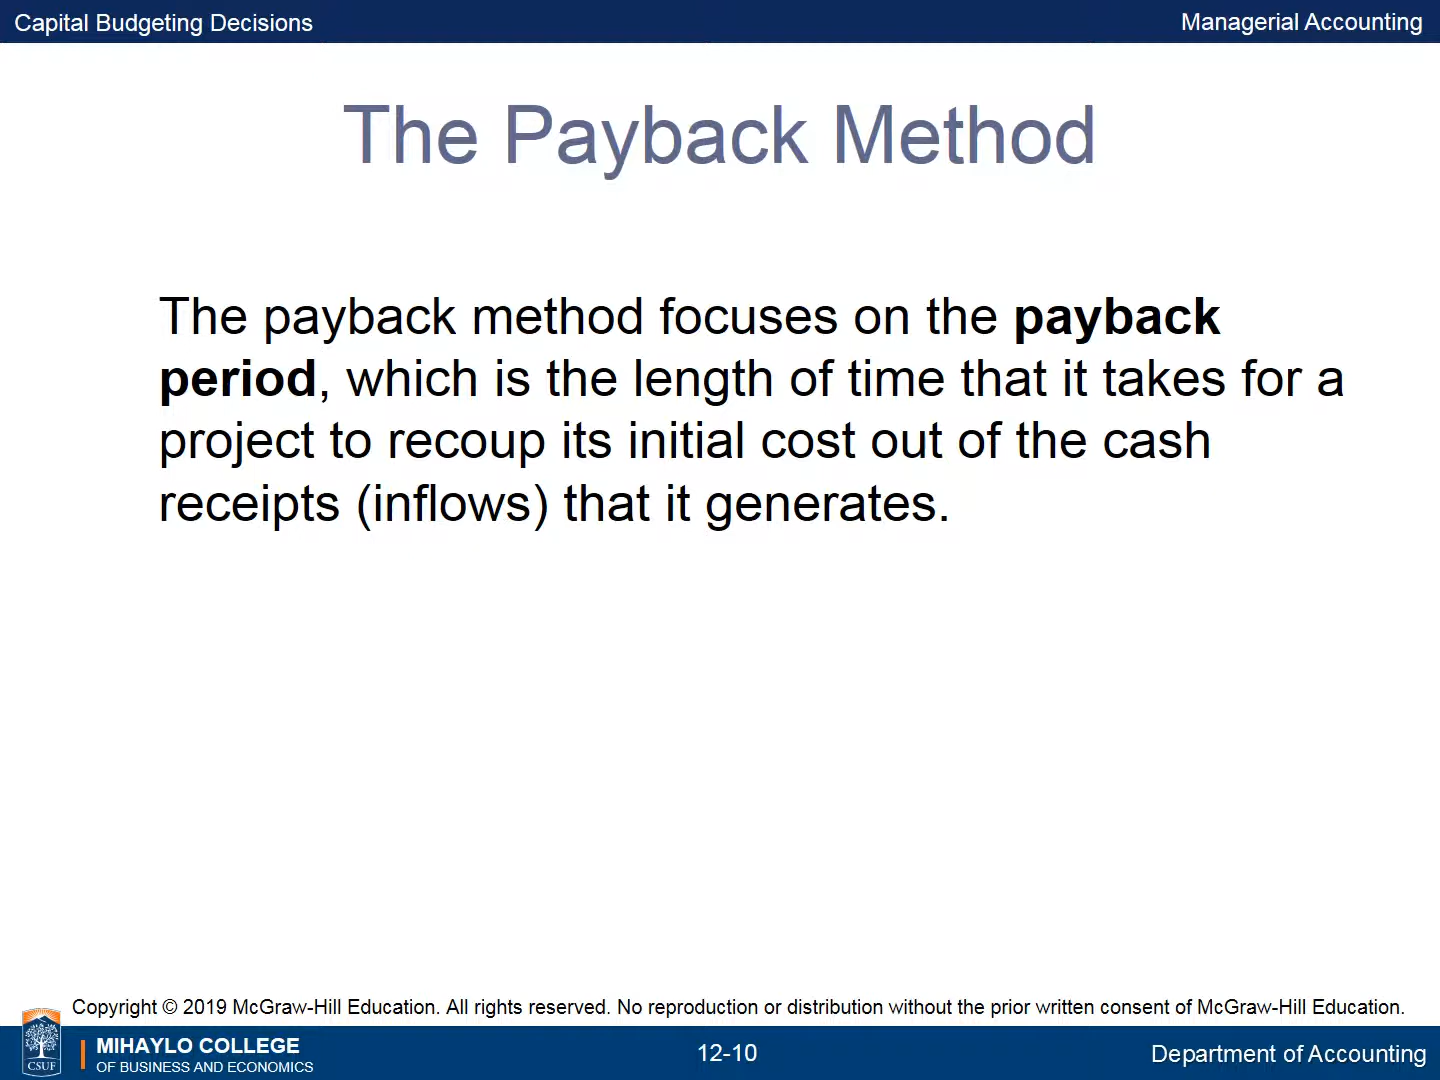 Capital Budgeting Decisions
Managerial Accounting
The Payback Method
The payback method focuses on the payback
period, which is the length of time that it takes for a
project to recoup its initial cost out of the cash
receipts (inflows) that it generates.
Copyright © 2019 McGraw-Hill Education. All rights reserved. No reproduction or distribution without the prior written consent of McGraw-Hill Education.
CSUF
MIHAYLO COLLEGE
OF BUSINESS AND ECONOMICS
12-10
Department of Accounting